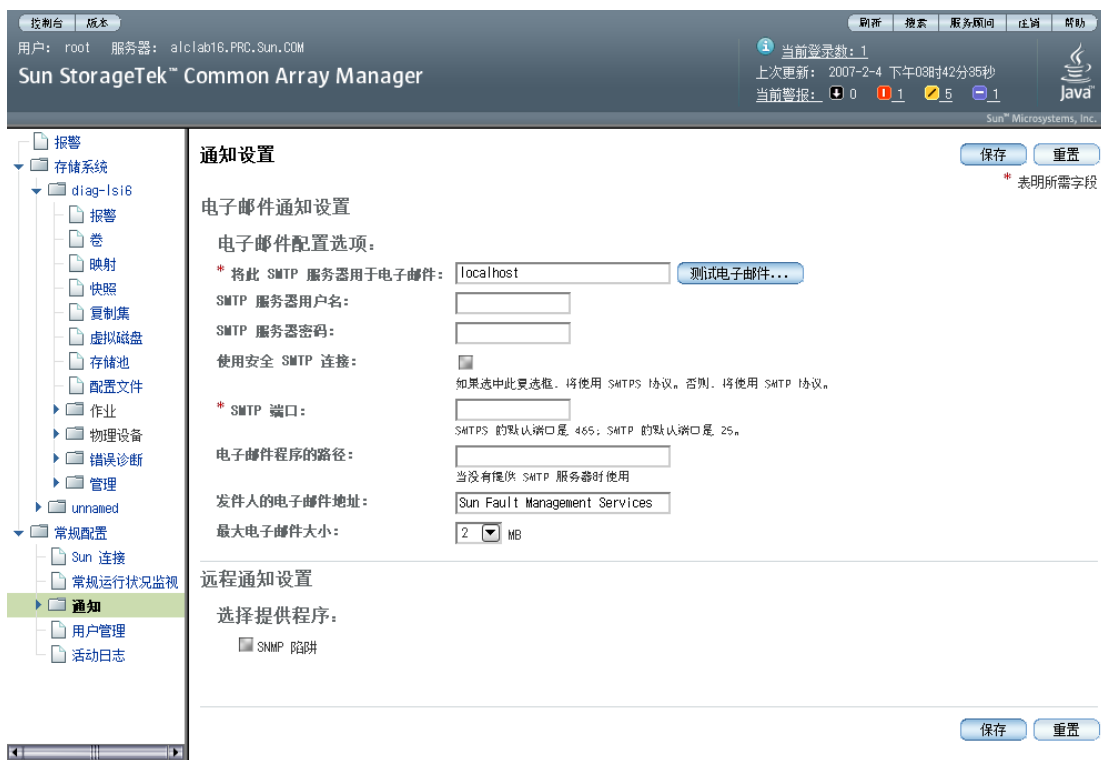 控制台 版本
刷新 搜索 服务顾问 注销 帮助
用户: root 服务器: alclab16.PRC.Sun.COM
当前登录数: 1
Sun StorageTek™ Common Array Manager
上次更新: 2007-2-4 下午03时42分35秒
当前警报: 0 1 5 1
Java™
Sun™ Microsystems, Inc.
报警
存储系统
diag-lsi6
报警
卷
映射
快照
复制集
虚拟磁盘
存储池
配置文件
作业
物理设备
错误诊断
管理
unnamed
常规配置
Sun 连接
常规运行状况监视
通知
用户管理
活动日志
通知设置
保存 重置
* 表明所需字段
电子邮件通知设置
电子邮件配置选项:
* 将此 SMTP 服务器用于电子邮件: localhost 测试电子邮件...
SMTP 服务器用户名:
SMTP 服务器密码:
使用安全 SMTP 连接:
如果选中此复选框，将使用 SMTPS 协议。否则，将使用 SMTP 协议。
* SMTP 端口:
SMTPS 的默认端口是 465; SMTP 的默认端口是 25。
电子邮件程序的路径:
当没有提供 SMTP 服务器时使用
发件人的电子邮件地址: Sun Fault Management Services
最大电子邮件大小: 2 MB
远程通知设置
选择提供程序:
SNMP 陷阱
保存 重置